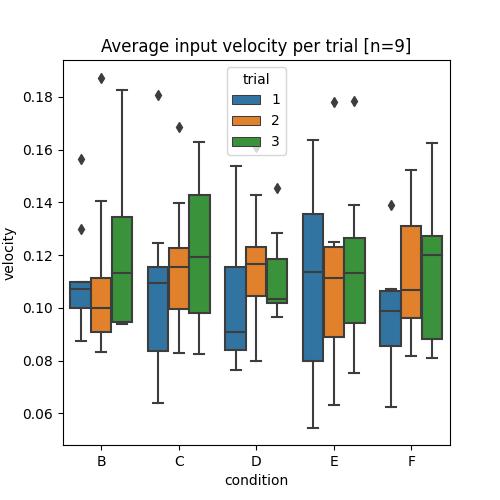 Average input velocity per trial [n=9]
trial
1
2
3
0.18
0.16
0.14
0.12
0.10
0.08
0.06
velocity
B C D E F
condition